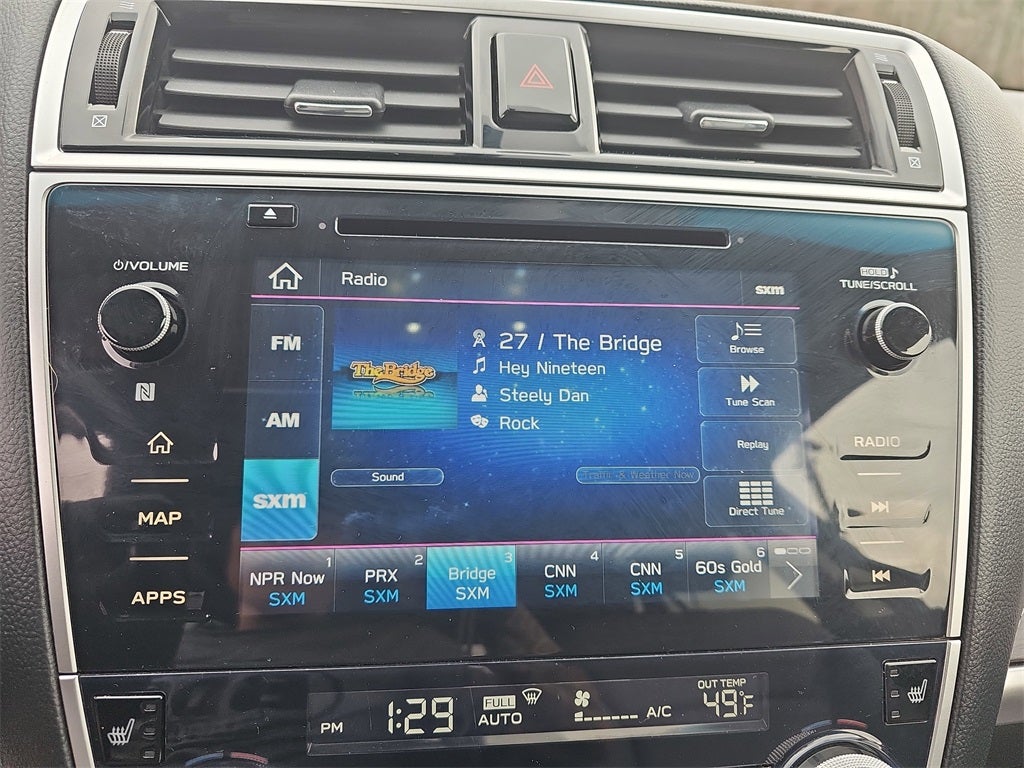 ⏻/VOLUME
HOLD ♪
TUNE/SCROLL
Radio
sxm
FM
AM
sxm
The Bridge
27 / The Bridge
Hey Nineteen
Steely Dan
Rock
Browse
Tune Scan
Replay
Direct Tune
Sound
Traffic & Weather Now
MAP
APPS
RADIO
1
NPR Now
SXM
2
PRX
SXM
3
Bridge
SXM
4
CNN
SXM
5
CNN
SXM
6
60s Gold
SXM
PM 1:29
FULL
AUTO
A/C
OUT TEMP
49°F